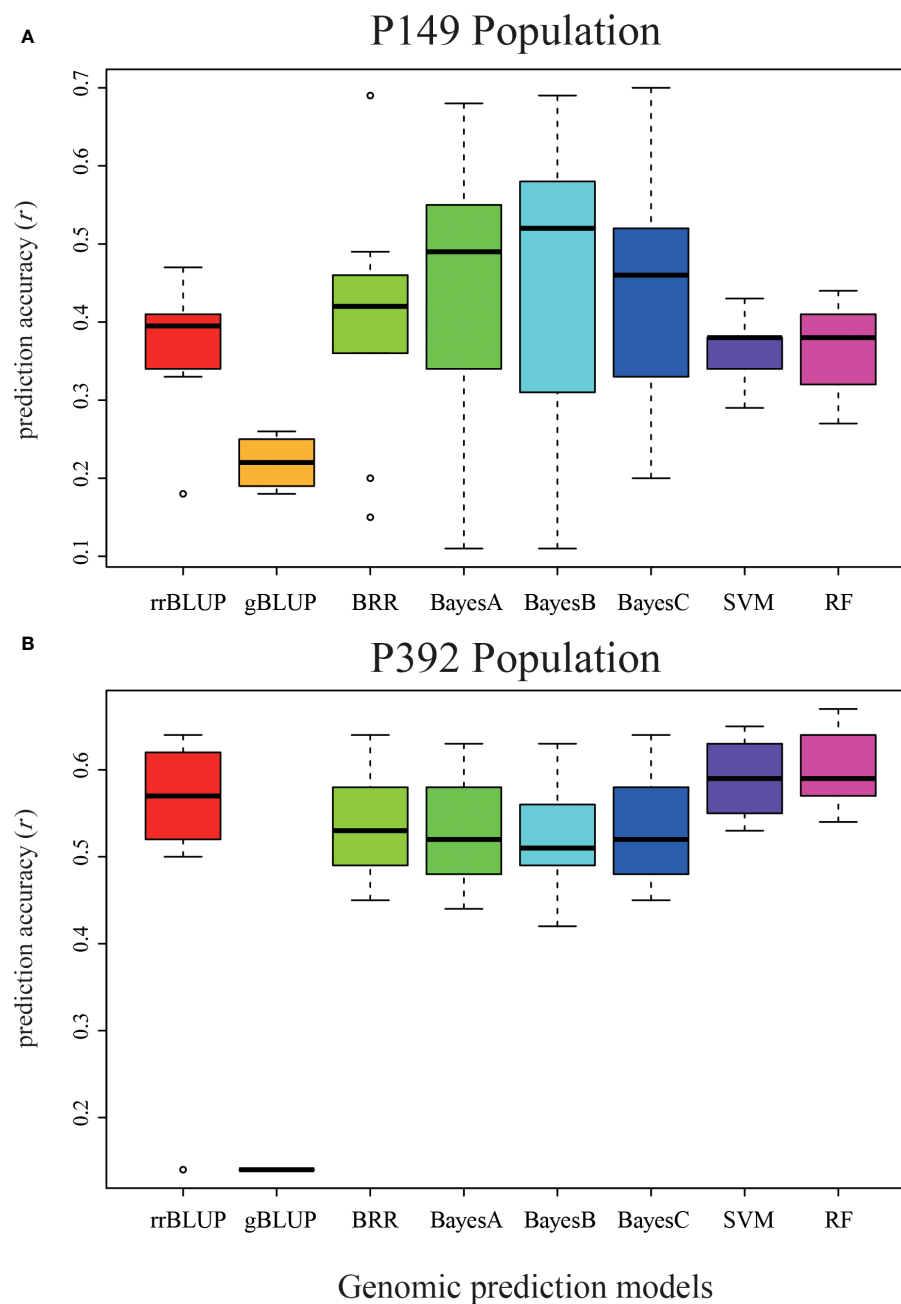 A
P149 Population
prediction accuracy (r)
0.7
0.6
0.5
0.4
0.3
0.2
0.1
rrBLUP gBLUP BRR BayesA BayesB BayesC SVM RF
B
P392 Population
prediction accuracy (r)
0.6
0.5
0.4
0.3
0.2
rrBLUP gBLUP BRR BayesA BayesB BayesC SVM RF
Genomic prediction models